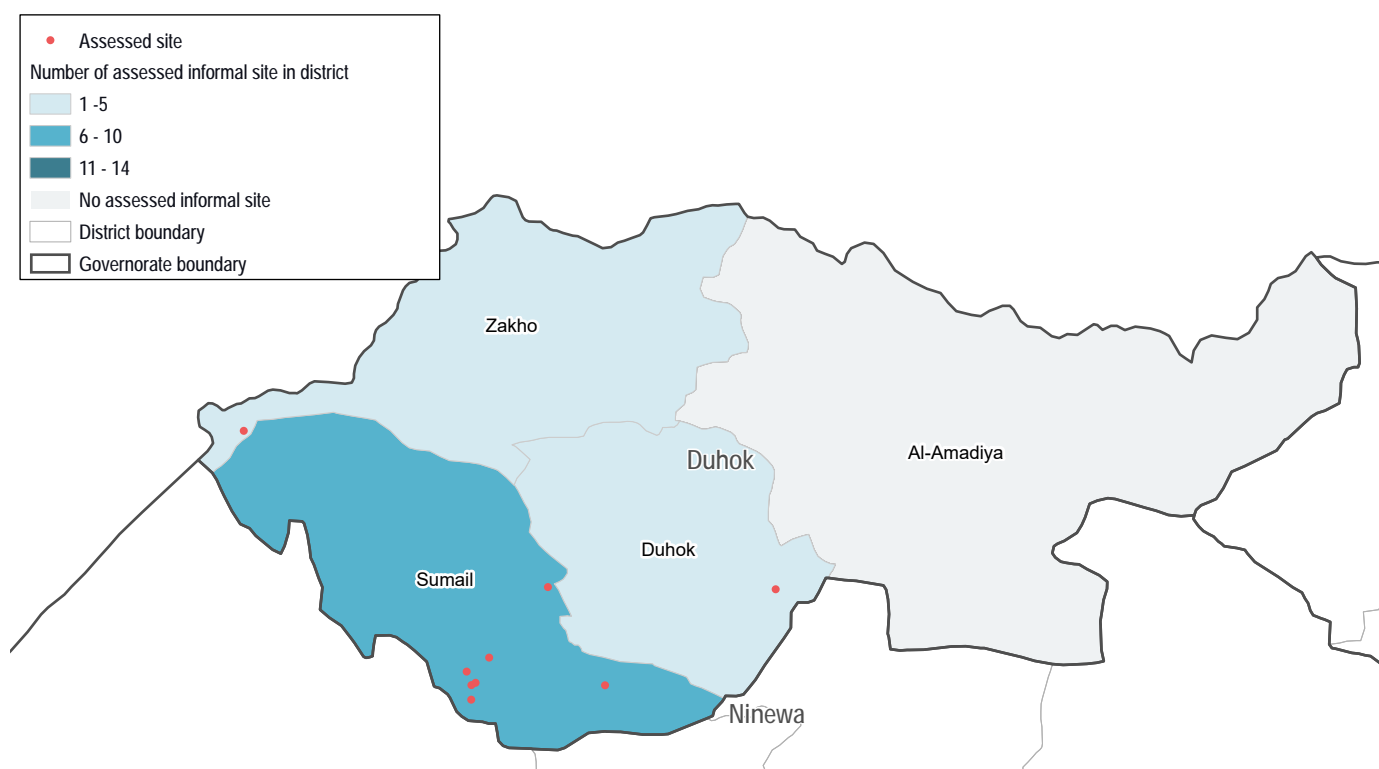 Assessed site
Number of assessed informal site in district
1 -5
6 - 10
11 - 14
No assessed informal site
District boundary
Governorate boundary
Zakho
Al-Amadiya
Duhok
Duhok
Sumail
Ninewa